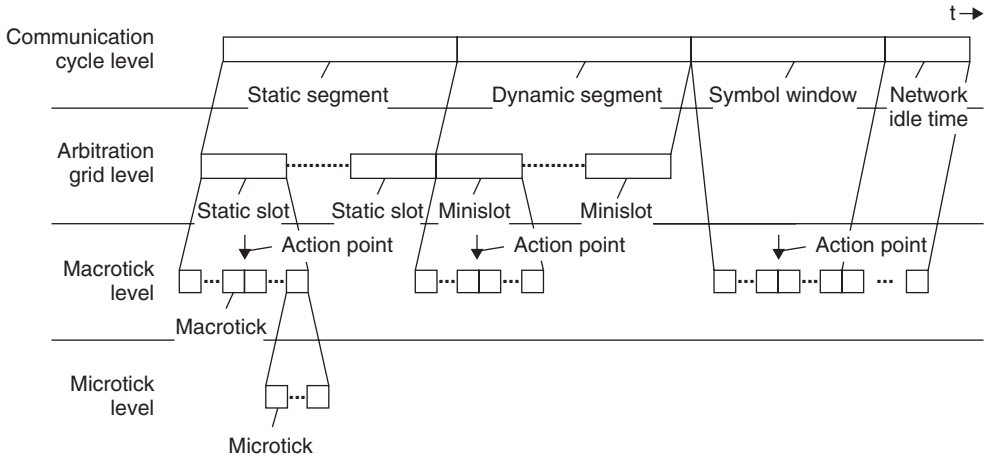 t
Communication
cycle level
Static segment
Dynamic segment
Symbol window
Network
idle time
Arbitration
grid level
Static slot
Static slot
Minislot
Minislot
Action point
Action point
Action point
Macrotick
level
Macrotick
Microtick
level
Microtick